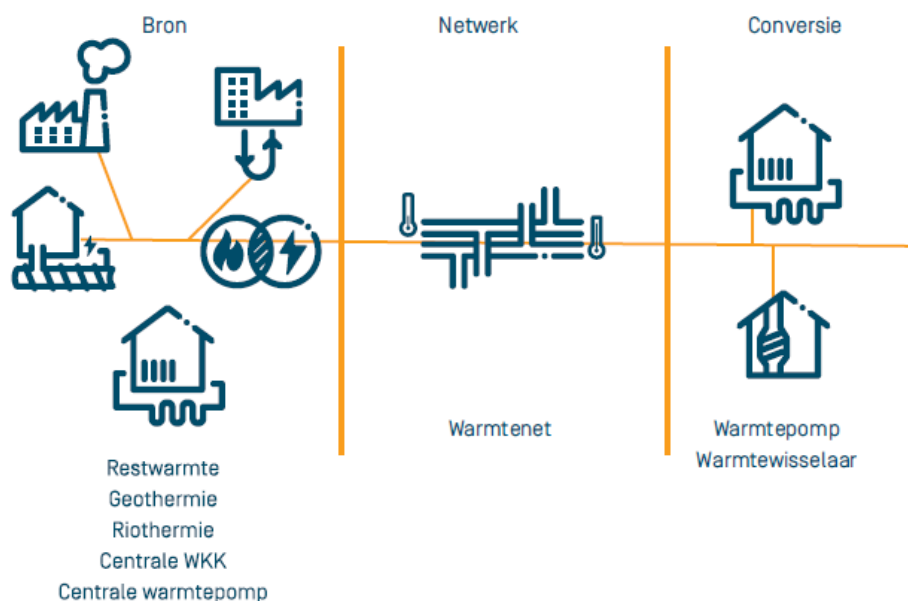 Bron
Netwerk
Conversie
Warmtenet
Warmtepomp
Warmtewisselaar
Restwarmte
Geothermie
Riothermie
Centrale WKK
Centrale warmtepomp